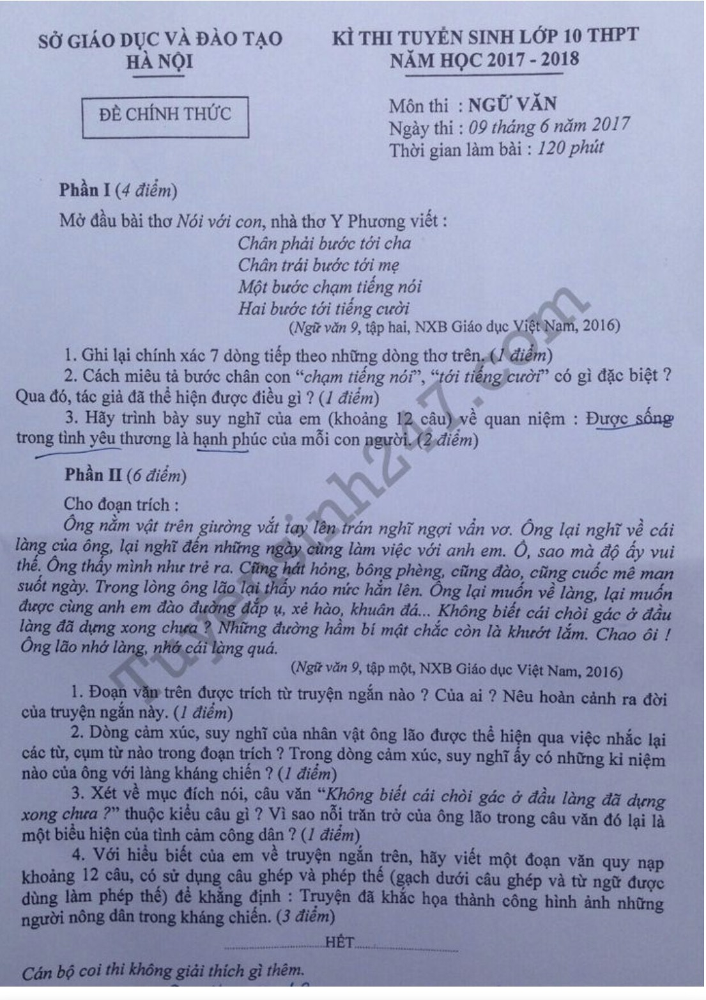 SỞ GIÁO DỤC VÀ ĐÀO TẠO
HÀ NỘI
KÌ THI TUYỂN SINH LỚP 10 THPT
NĂM HỌC 2017 - 2018
ĐỀ CHÍNH THỨC
Môn thi : NGỮ VĂN
Ngày thi : 09 tháng 6 năm 2017
Thời gian làm bài : 120 phút
Phần I (4 điểm)
Mở đầu bài thơ Nói với con, nhà thơ Y Phương viết :
Chân phải bước tới cha
Chân trái bước tới mẹ
Một bước chạm tiếng nói
Hai bước tới tiếng cười
(Ngữ văn 9, tập hai, NXB Giáo dục Việt Nam, 2016)
1. Ghi lại chính xác 7 dòng tiếp theo những dòng thơ trên. (1 điểm)
2. Cách miêu tả bước chân con “chạm tiếng nói”, “tới tiếng cười” có gì đặc biệt ?
Qua đó, tác giả đã thể hiện được điều gì ? (1 điểm)
3. Hãy trình bày suy nghĩ của em (khoảng 12 câu) về quan niệm : Được sống
trong tình yêu thương là hạnh phúc của mỗi con người. (2 điểm)
Phần II (6 điểm)
Cho đoạn trích :
Ông nằm vật trên giường vắt tay lên trán nghĩ ngợi vẩn vơ. Ông lại nghĩ về cái
làng của ông, lại nghĩ đến những ngày cùng làm việc với anh em. Ồ, sao mà độ ấy vui
thế. Ông thấy mình như trẻ ra. Cũng hát hỏng, bông phèng, cũng đào, cũng cuốc mê man
suốt ngày. Trong lòng ông lão lại thấy náo nức hẳn lên. Ông lại muốn về làng, lại muốn
được cùng anh em đào đường đắp ụ, xẻ hào, khuân đá... Không biết cái chòi gác ở đầu
làng đã dựng xong chưa ? Những đường hầm bí mật chắc còn là khướt lắm. Chao ôi !
Ông lão nhớ làng, nhớ cái làng quá.
(Ngữ văn 9, tập một, NXB Giáo dục Việt Nam, 2016)
1. Đoạn văn trên được trích từ truyện ngắn nào ? Của ai ? Nêu hoàn cảnh ra đời
của truyện ngắn này. (1 điểm)
2. Dòng cảm xúc, suy nghĩ của nhân vật ông lão được thể hiện qua việc nhắc lại
các từ, cụm từ nào trong đoạn trích ? Trong dòng cảm xúc, suy nghĩ ấy có những kỉ niệm
nào của ông với làng kháng chiến ? (1 điểm)
3. Xét về mục đích nói, câu văn “Không biết cái chòi gác ở đầu làng đã dựng
xong chưa ?” thuộc kiểu câu gì ? Vì sao nỗi trăn trở của ông lão trong câu văn đó lại là
một biểu hiện của tình cảm công dân ? (1 điểm)
4. Với hiểu biết của em về truyện ngắn trên, hãy viết một đoạn văn quy nạp
khoảng 12 câu, có sử dụng câu ghép và phép thế (gạch dưới câu ghép và từ ngữ được
dùng làm phép thế) để khẳng định : Truyện đã khắc họa thành công hình ảnh những
người nông dân trong kháng chiến. (3 điểm)
HẾT
Cán bộ coi thi không giải thích gì thêm.
Tuyensinh247.com